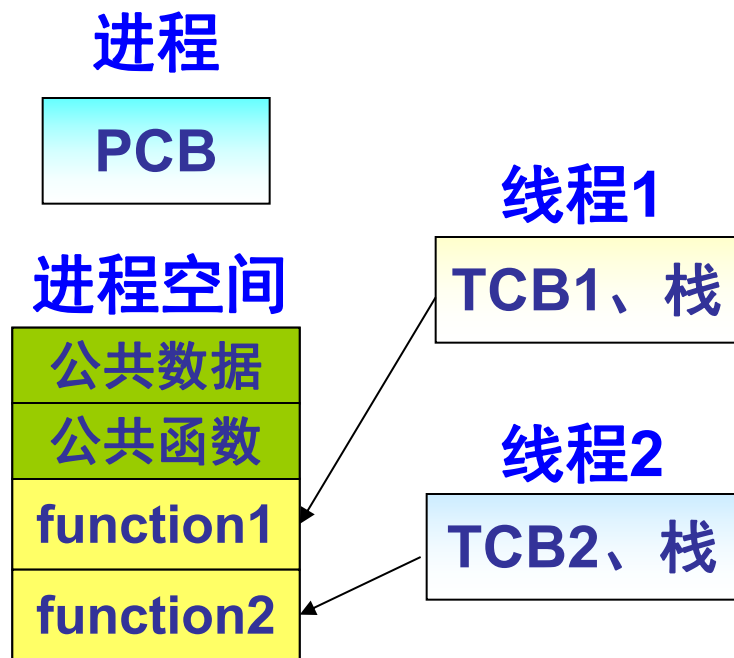 进程
PCB
进程空间
公共数据
公共函数
function1
function2
线程1
TCB1、栈
线程2
TCB2、栈